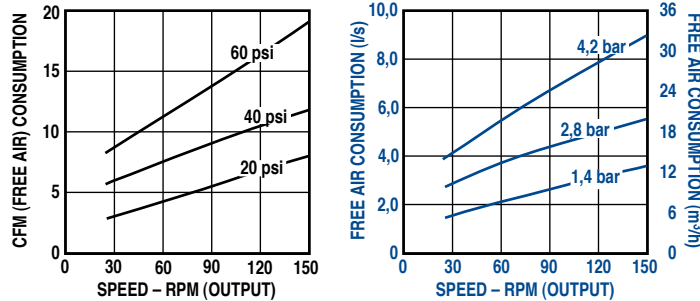 CFM (FREE AIR) CONSUMPTION
20
15
10
5
0
60 psi
40 psi
20 psi
0 30 60 90 120 150
SPEED – RPM (OUTPUT)
FREE AIR CONSUMPTION (l/s)
10,0
8,0
6,0
4,0
2,0
0
4,2 bar
2,8 bar
1,4 bar
0 30 60 90 120 150
SPEED – RPM (OUTPUT)
36
30
24
18
12
6
0
FREE AIR CONSUMPTION (m³/h)